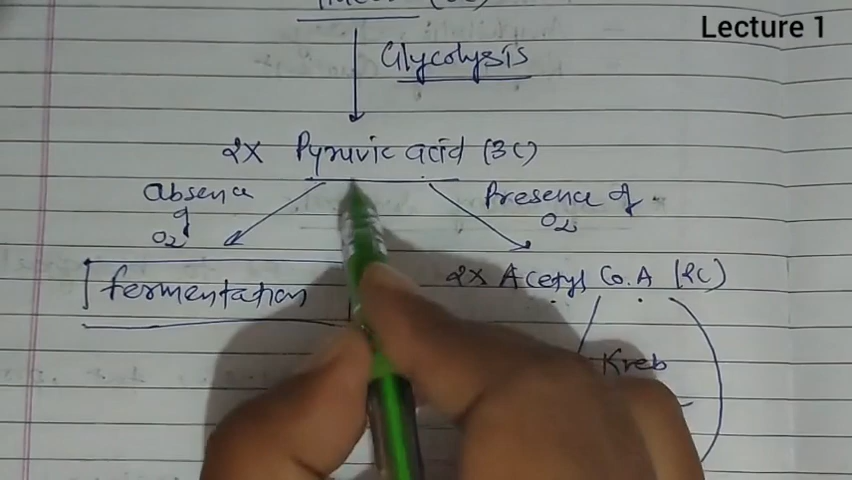 Lecture 1
Glycolysis
2X Pyruvic acid (3C)
Absence
of
O2
Presence of
O2
fermentation
2X Acetyl Co.A (2C)
Kreb